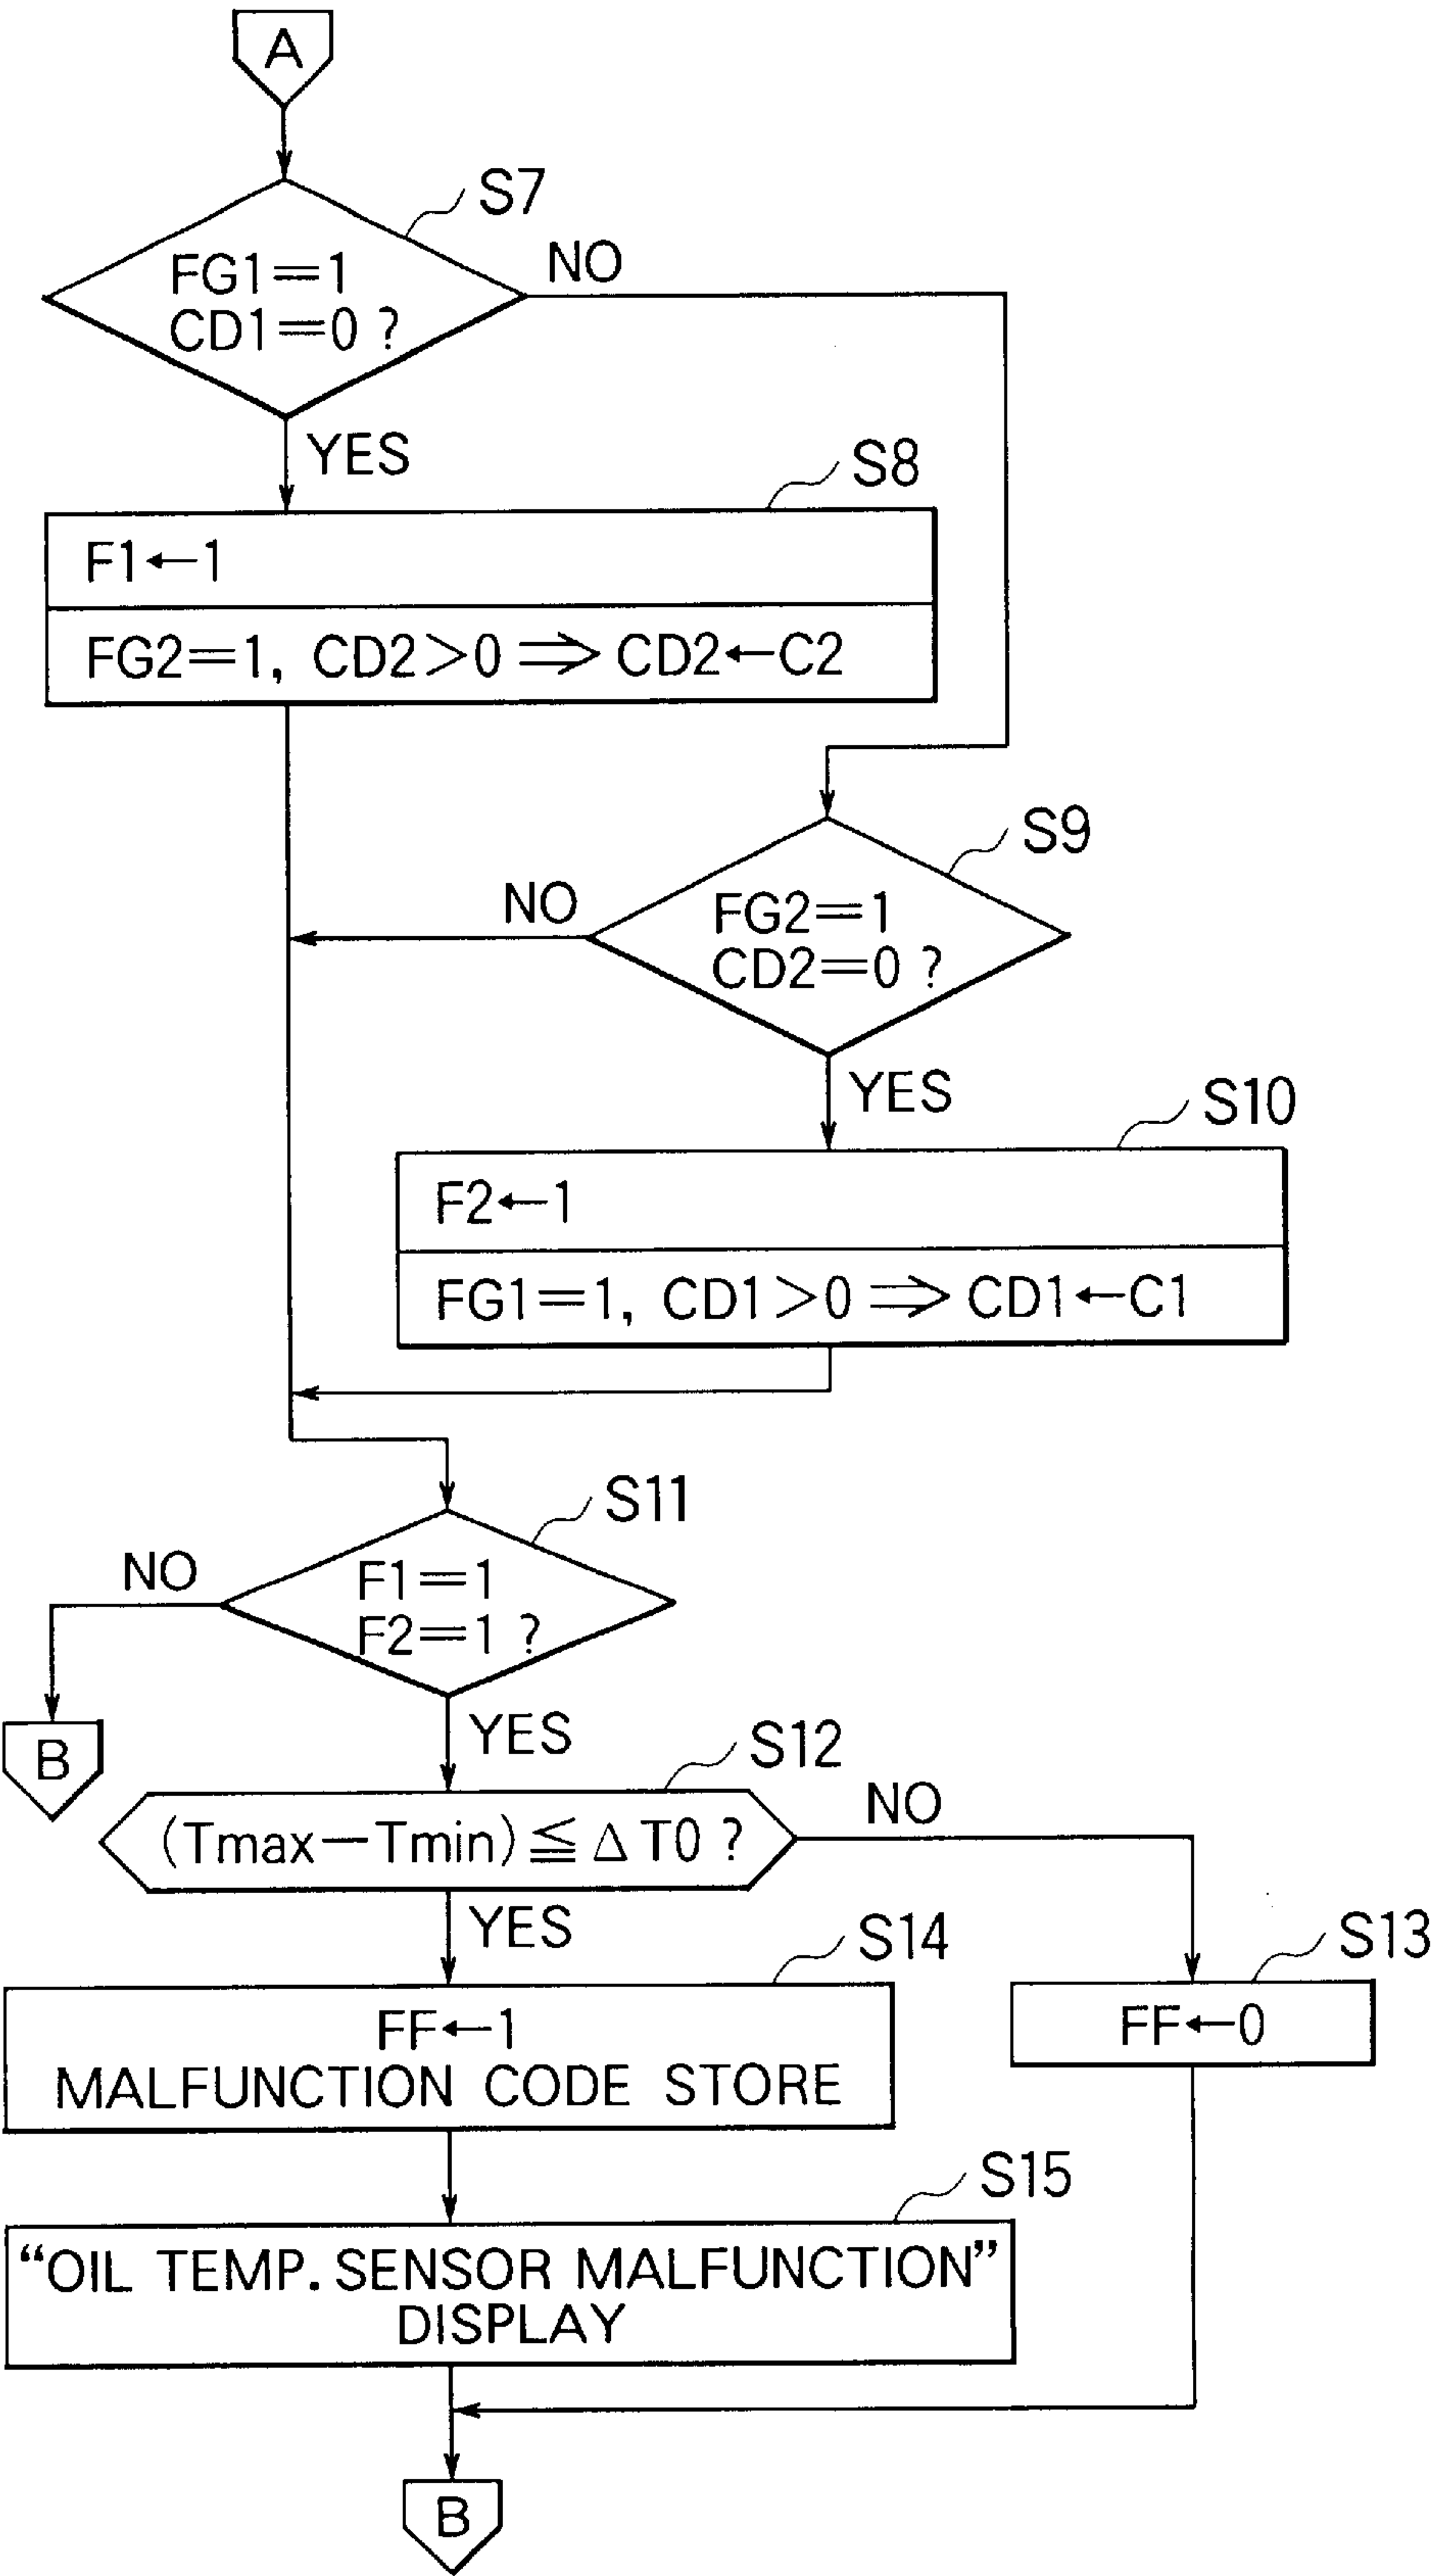 A
S7
FG1=1
NO
CD1=0 ?
YES
S8
F1←1
FG2=1, CD2>0 ⇒ CD2←C2
S9
NO
FG2=1
CD2=0 ?
YES
S10
F2←1
FG1=1, CD1>0 ⇒ CD1←C1
S11
NO
F1=1
F2=1 ?
B
YES
S12
(Tmax−Tmin)≦ΔT0 ?
NO
YES
S14
S13
FF←1
MALFUNCTION CODE STORE
FF←0
S15
“OIL TEMP. SENSOR MALFUNCTION”
DISPLAY
B